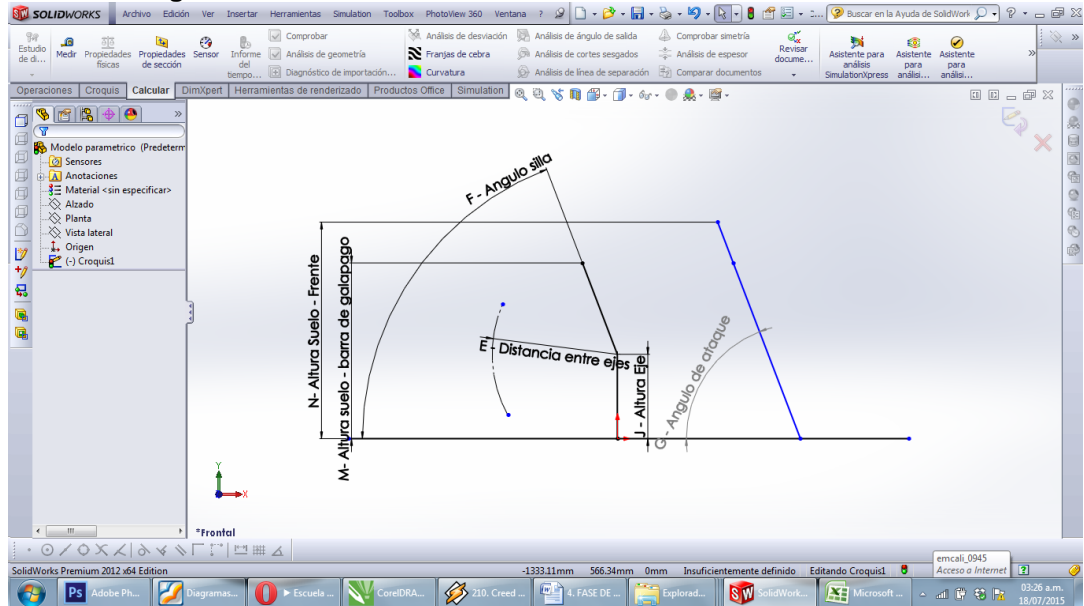 SOLIDWORKS Archivo Edición Ver Insertar Herramientas Simulation Toolbox PhotoView 360 Ventana ? Buscar en la Ayuda de SolidWork
Estudio de di...
Medir
Propiedades físicas
Propiedades de sección
Sensor
Informe del tiempo...
Comprobar
Análisis de geometría
Diagnóstico de importación...
Análisis de desviación
Franjas de cebra
Curvatura
Análisis de ángulo de salida
Análisis de cortes sesgados
Análisis de línea de separación
Comprobar simetría
Análisis de espesor
Comparar documentos
Revisar docume...
Asistente para análisis SimulationXpress
Asistente para análisi...
Asistente para análisi...
Operaciones Croquis Calcular DimXpert Herramientas de renderizado Productos Office Simulation
Modelo parametrico (Predeterm
Sensores
Anotaciones
Material <sin especificar>
Alzado
Planta
Vista lateral
Origen
(-) Croquis1
F - Angulo silla
N- Altura Suelo - Frente
M- Altura suelo - barra de galapago
E - Distancia entre ejes
J - Altura Eje
G - Angulo de ataque
Y
X
*Frontal
emcali_0945
Acceso a Internet
SolidWorks Premium 2012 x64 Edition -1333.11mm 566.34mm 0mm Insuficientemente definido Editando Croquis1
Adobe Ph... Diagramas... Escuela ... CorelDRA... 210. Creed ... 4. FASE DE ... Explorad... SolidWork... Microsoft ...
03:26 a.m.
18/07/2015